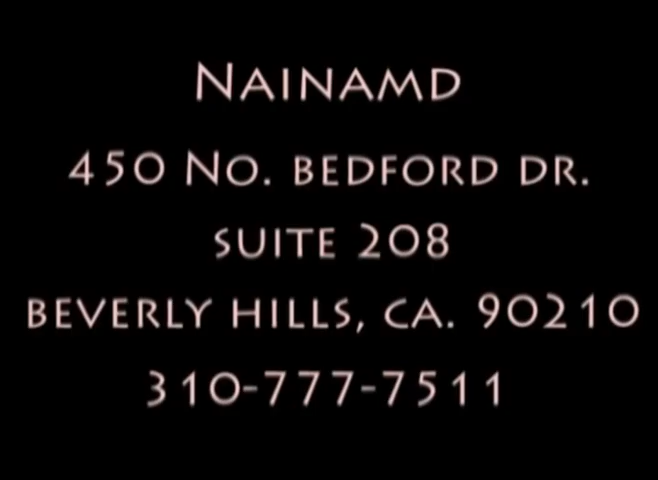 NAINAMD
450 NO. BEDFORD DR.
SUITE 208
BEVERLY HILLS, CA. 90210
310-777-7511